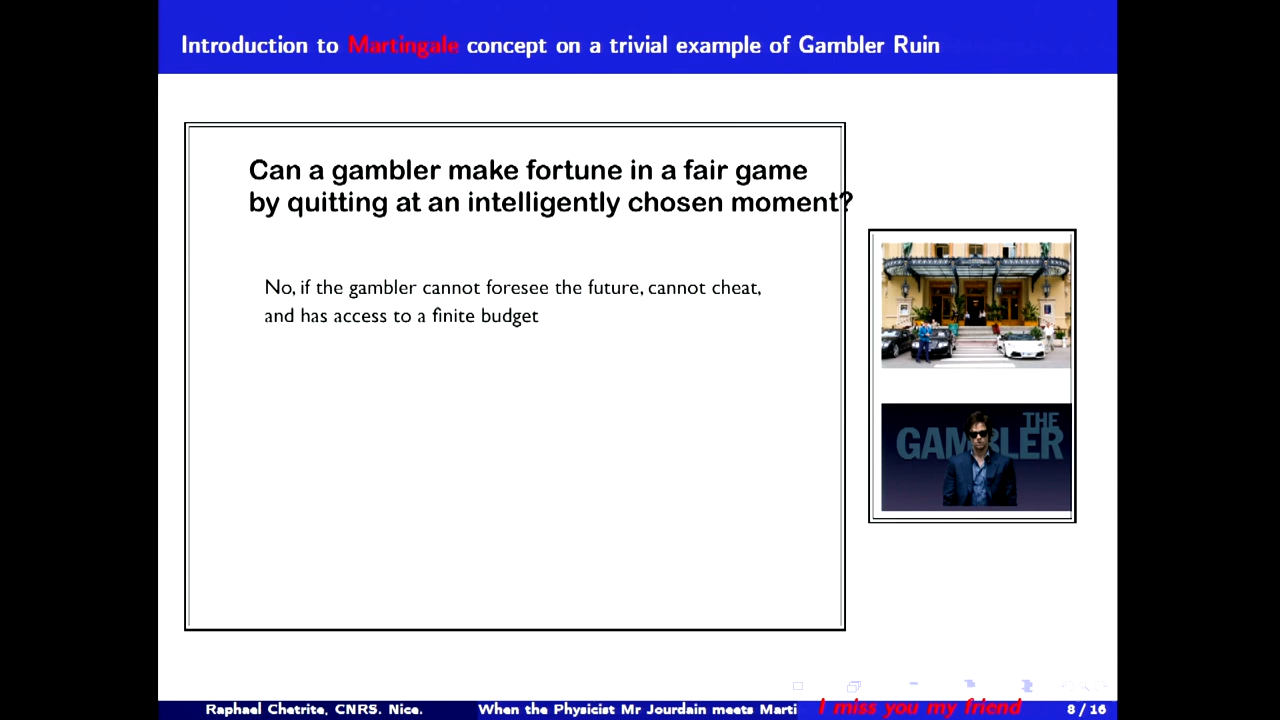 Introduction to Martingale concept on a trivial example of Gambler Ruin
Can a gambler make fortune in a fair game
by quitting at an intelligently chosen moment?
No, if the gambler cannot foresee the future, cannot cheat,
and has access to a finite budget
THE
GAMBLER
Raphael Chetrite, CNRS. Nice. When the Physicist Mr Jourdain meets Marti I miss you my friend 8 / 16